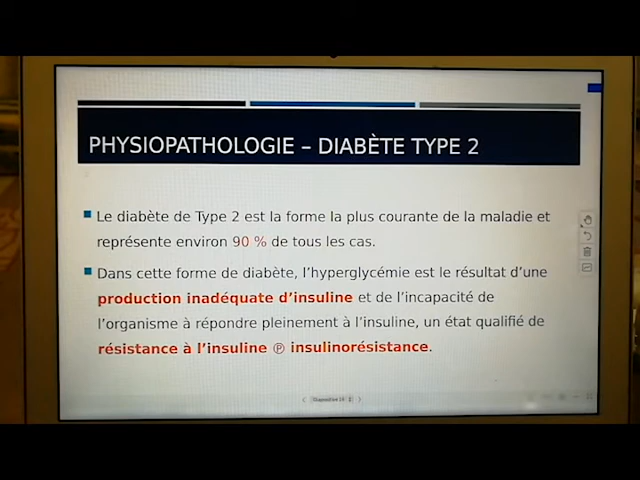 PHYSIOPATHOLOGIE – DIABÈTE TYPE 2
Le diabète de Type 2 est la forme la plus courante de la maladie et
représente environ 90 % de tous les cas.
Dans cette forme de diabète, l'hyperglycémie est le résultat d'une
production inadéquate d'insuline et de l'incapacité de
l'organisme à répondre pleinement à l'insuline, un état qualifié de
résistance à l'insuline ℗ insulinorésistance.